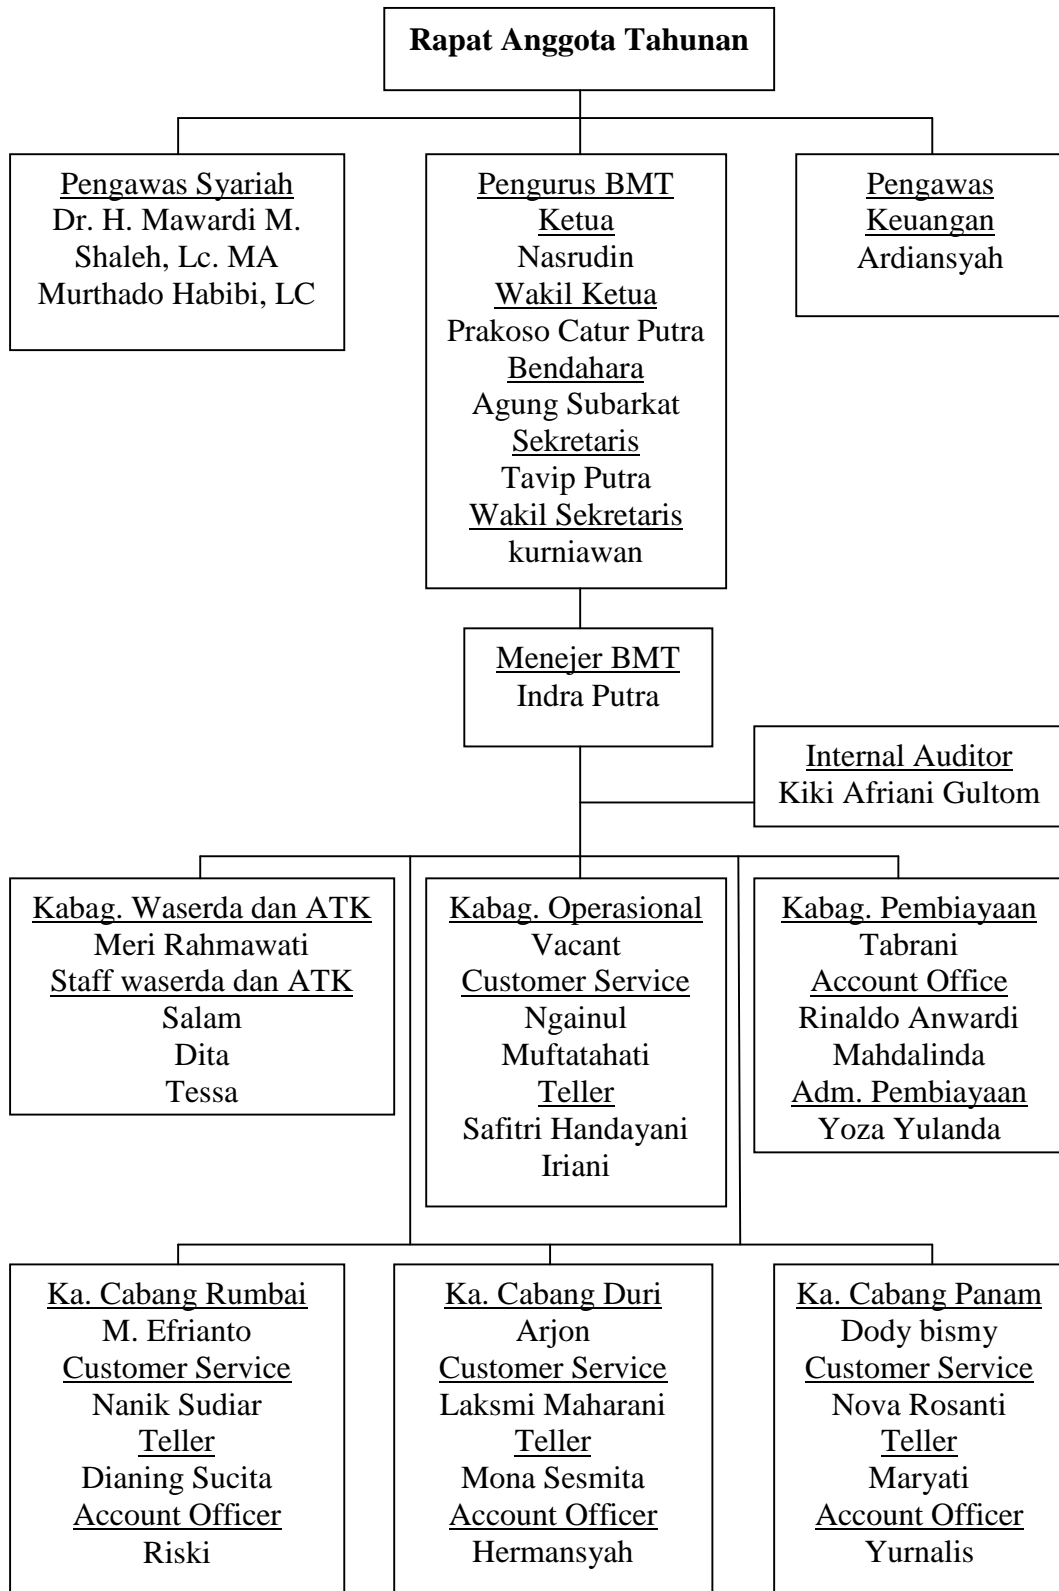 Rapat Anggota Tahunan
Pengawas Syariah
Dr. H. Mawardi M.
Shaleh, Lc. MA
Murthado Habibi, LC
Pengurus BMT
Ketua
Nasrudin
Wakil Ketua
Prakoso Catur Putra
Bendahara
Agung Subarkat
Sekretaris
Tavip Putra
Wakil Sekretaris
kurniawan
Pengawas
Keuangan
Ardiansyah
Menejer BMT
Indra Putra
Internal Auditor
Kiki Afriani Gultom
Kabag. Waserda dan ATK
Meri Rahmawati
Staff waserda dan ATK
Salam
Dita
Tessa
Kabag. Operasional
Vacant
Customer Service
Ngainul
Muftatahati
Teller
Safitri Handayani
Iriani
Kabag. Pembiayaan
Tabrani
Account Office
Rinaldo Anwardi
Mahdalinda
Adm. Pembiayaan
Yoza Yulanda
Ka. Cabang Rumbai
M. Efrianto
Customer Service
Nanik Sudiar
Teller
Dianing Sucita
Account Officer
Riski
Ka. Cabang Duri
Arjon
Customer Service
Laksmi Maharani
Teller
Mona Sesmita
Account Officer
Hermansyah
Ka. Cabang Panam
Dody bismy
Customer Service
Nova Rosanti
Teller
Maryati
Account Officer
Yurnalis